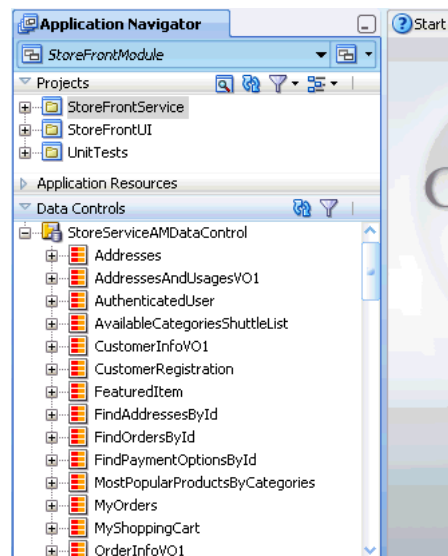 Application Navigator
Start
StoreFrontModule
Projects
StoreFrontService
StoreFrontUI
UnitTests
Application Resources
Data Controls
StoreServiceAMDataControl
Addresses
AddressesAndUsagesVO1
AuthenticatedUser
AvailableCategoriesShuttleList
CustomerInfoVO1
CustomerRegistration
FeaturedItem
FindAddressesById
FindOrdersById
FindPaymentOptionsById
MostPopularProductsByCategories
MyOrders
MyShoppingCart
OrderInfoVO1